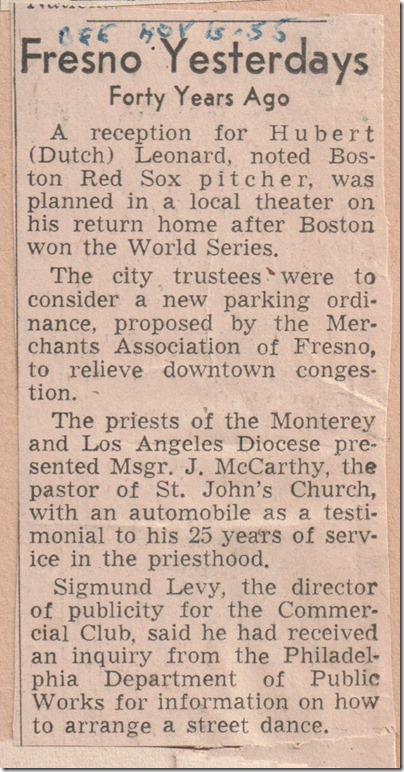 BEE NOV 15-55
Fresno Yesterdays
Forty Years Ago
A reception for Hubert
(Dutch) Leonard, noted Bos-
ton Red Sox pitcher, was
planned in a local theater on
his return home after Boston
won the World Series.
The city trustees were to
consider a new parking ordi-
nance, proposed by the Mer-
chants Association of Fresno,
to relieve downtown conges-
tion.
The priests of the Monterey
and Los Angeles Diocese pre-
sented Msgr. J. McCarthy, the
pastor of St. John's Church,
with an automobile as a testi-
monial to his 25 years of serv-
ice in the priesthood.
Sigmund Levy, the director
of publicity for the Commer-
cial Club, said he had received
an inquiry from the Philadel-
phia Department of Public
Works for information on how
to arrange a street dance.